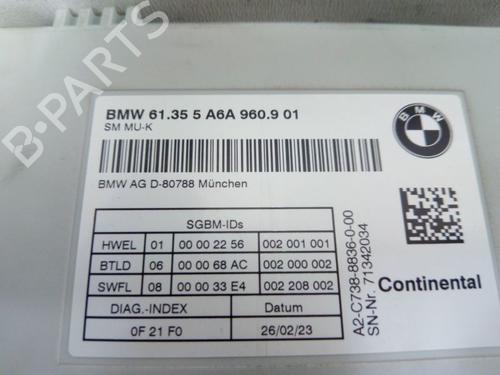 BMW 61.35 5 A6A 960.9 01
SM MU-K
BMW AG D-80788 München
BMW
SGBM-IDs
HWEL 01 00 00 22 56 002 001 001
BTLD 06 00 00 68 AC 002 000 002
SWFL 08 00 00 33 E4 002 208 002
DIAG.-INDEX Datum
0F 21 F0 26/02/23
Continental
A2-C738-8836-0-00
SN-Nr. 71342034
B-PARTS